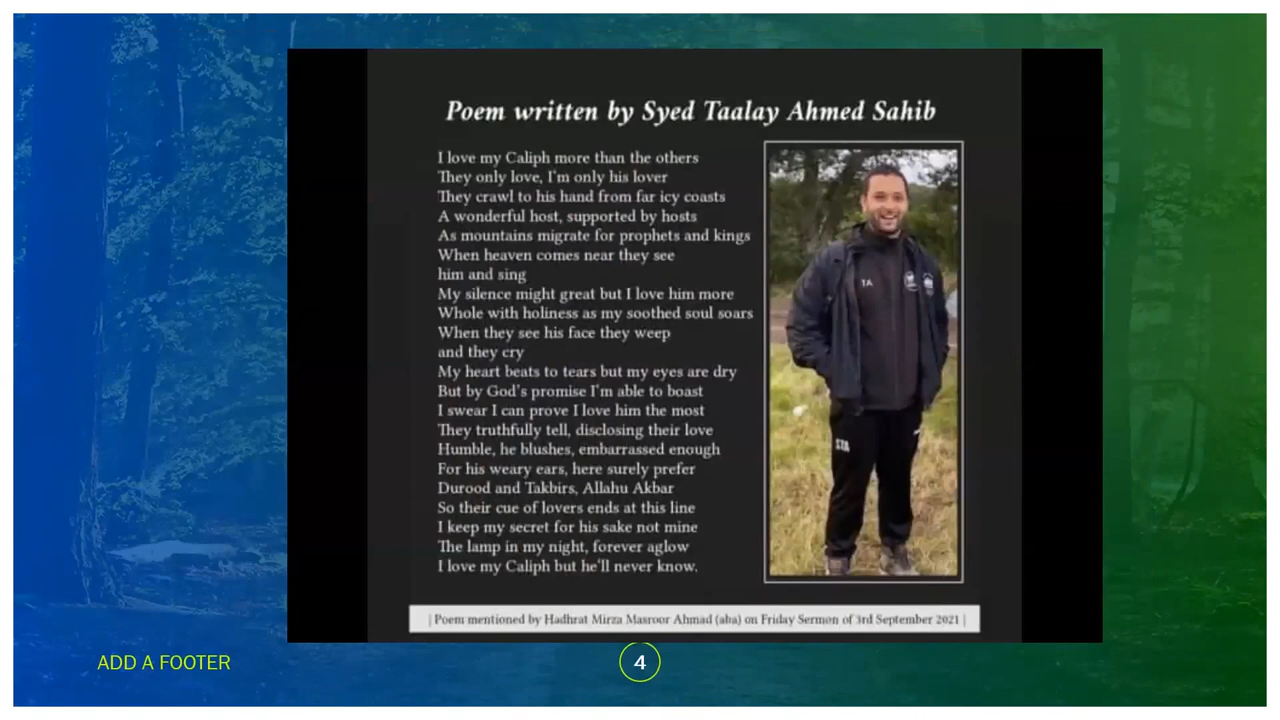 Poem written by Syed Taalay Ahmed Sahib
I love my Caliph more than the others
They only love, I'm only his lover
They crawl to his hand from far icy coasts
A wonderful host, supported by hosts
As mountains migrate for prophets and kings
When heaven comes near they see
him and sing
My silence might great but I love him more
Whole with holiness as my soothed soul soars
When they see his face they weep
and they cry
My heart beats to tears but my eyes are dry
But by God's promise I'm able to boast
I swear I can prove I love him the most
They truthfully tell, disclosing their love
Humble, he blushes, embarrassed enough
For his weary ears, here surely prefer
Durood and Takbirs, Allahu Akbar
So their cue of lovers ends at this line
I keep my secret for his sake not mine
The lamp in my night, forever aglow
I love my Caliph but he'll never know.
TA
STA
| Poem mentioned by Hadhrat Mirza Masroor Ahmad (aba) on Friday Sermon of 3rd September 2021 |
ADD A FOOTER
4